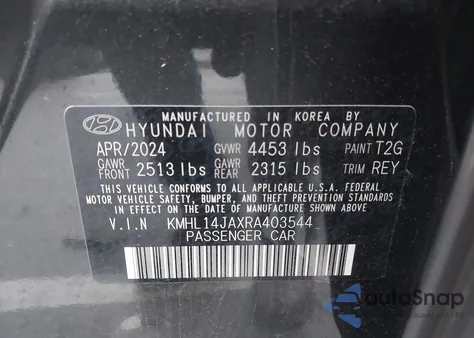 MANUFACTURED IN KOREA BY
HYUNDAI MOTOR COMPANY
APR/2024 GVWR 4453 lbs PAINT T2G
GAWR FRONT 2513 lbs GAWR REAR 2315 lbs TRIM REY
THIS VEHICLE CONFORMS TO ALL APPLICABLE U.S.A. FEDERAL
MOTOR VEHICLE SAFETY, BUMPER, AND THEFT PREVENTION STANDARDS
IN EFFECT ON THE DATE OF MANUFACTURE SHOWN ABOVE.
V.I.N KMHL14JAXRA403544
PASSENGER CAR
autoSnap